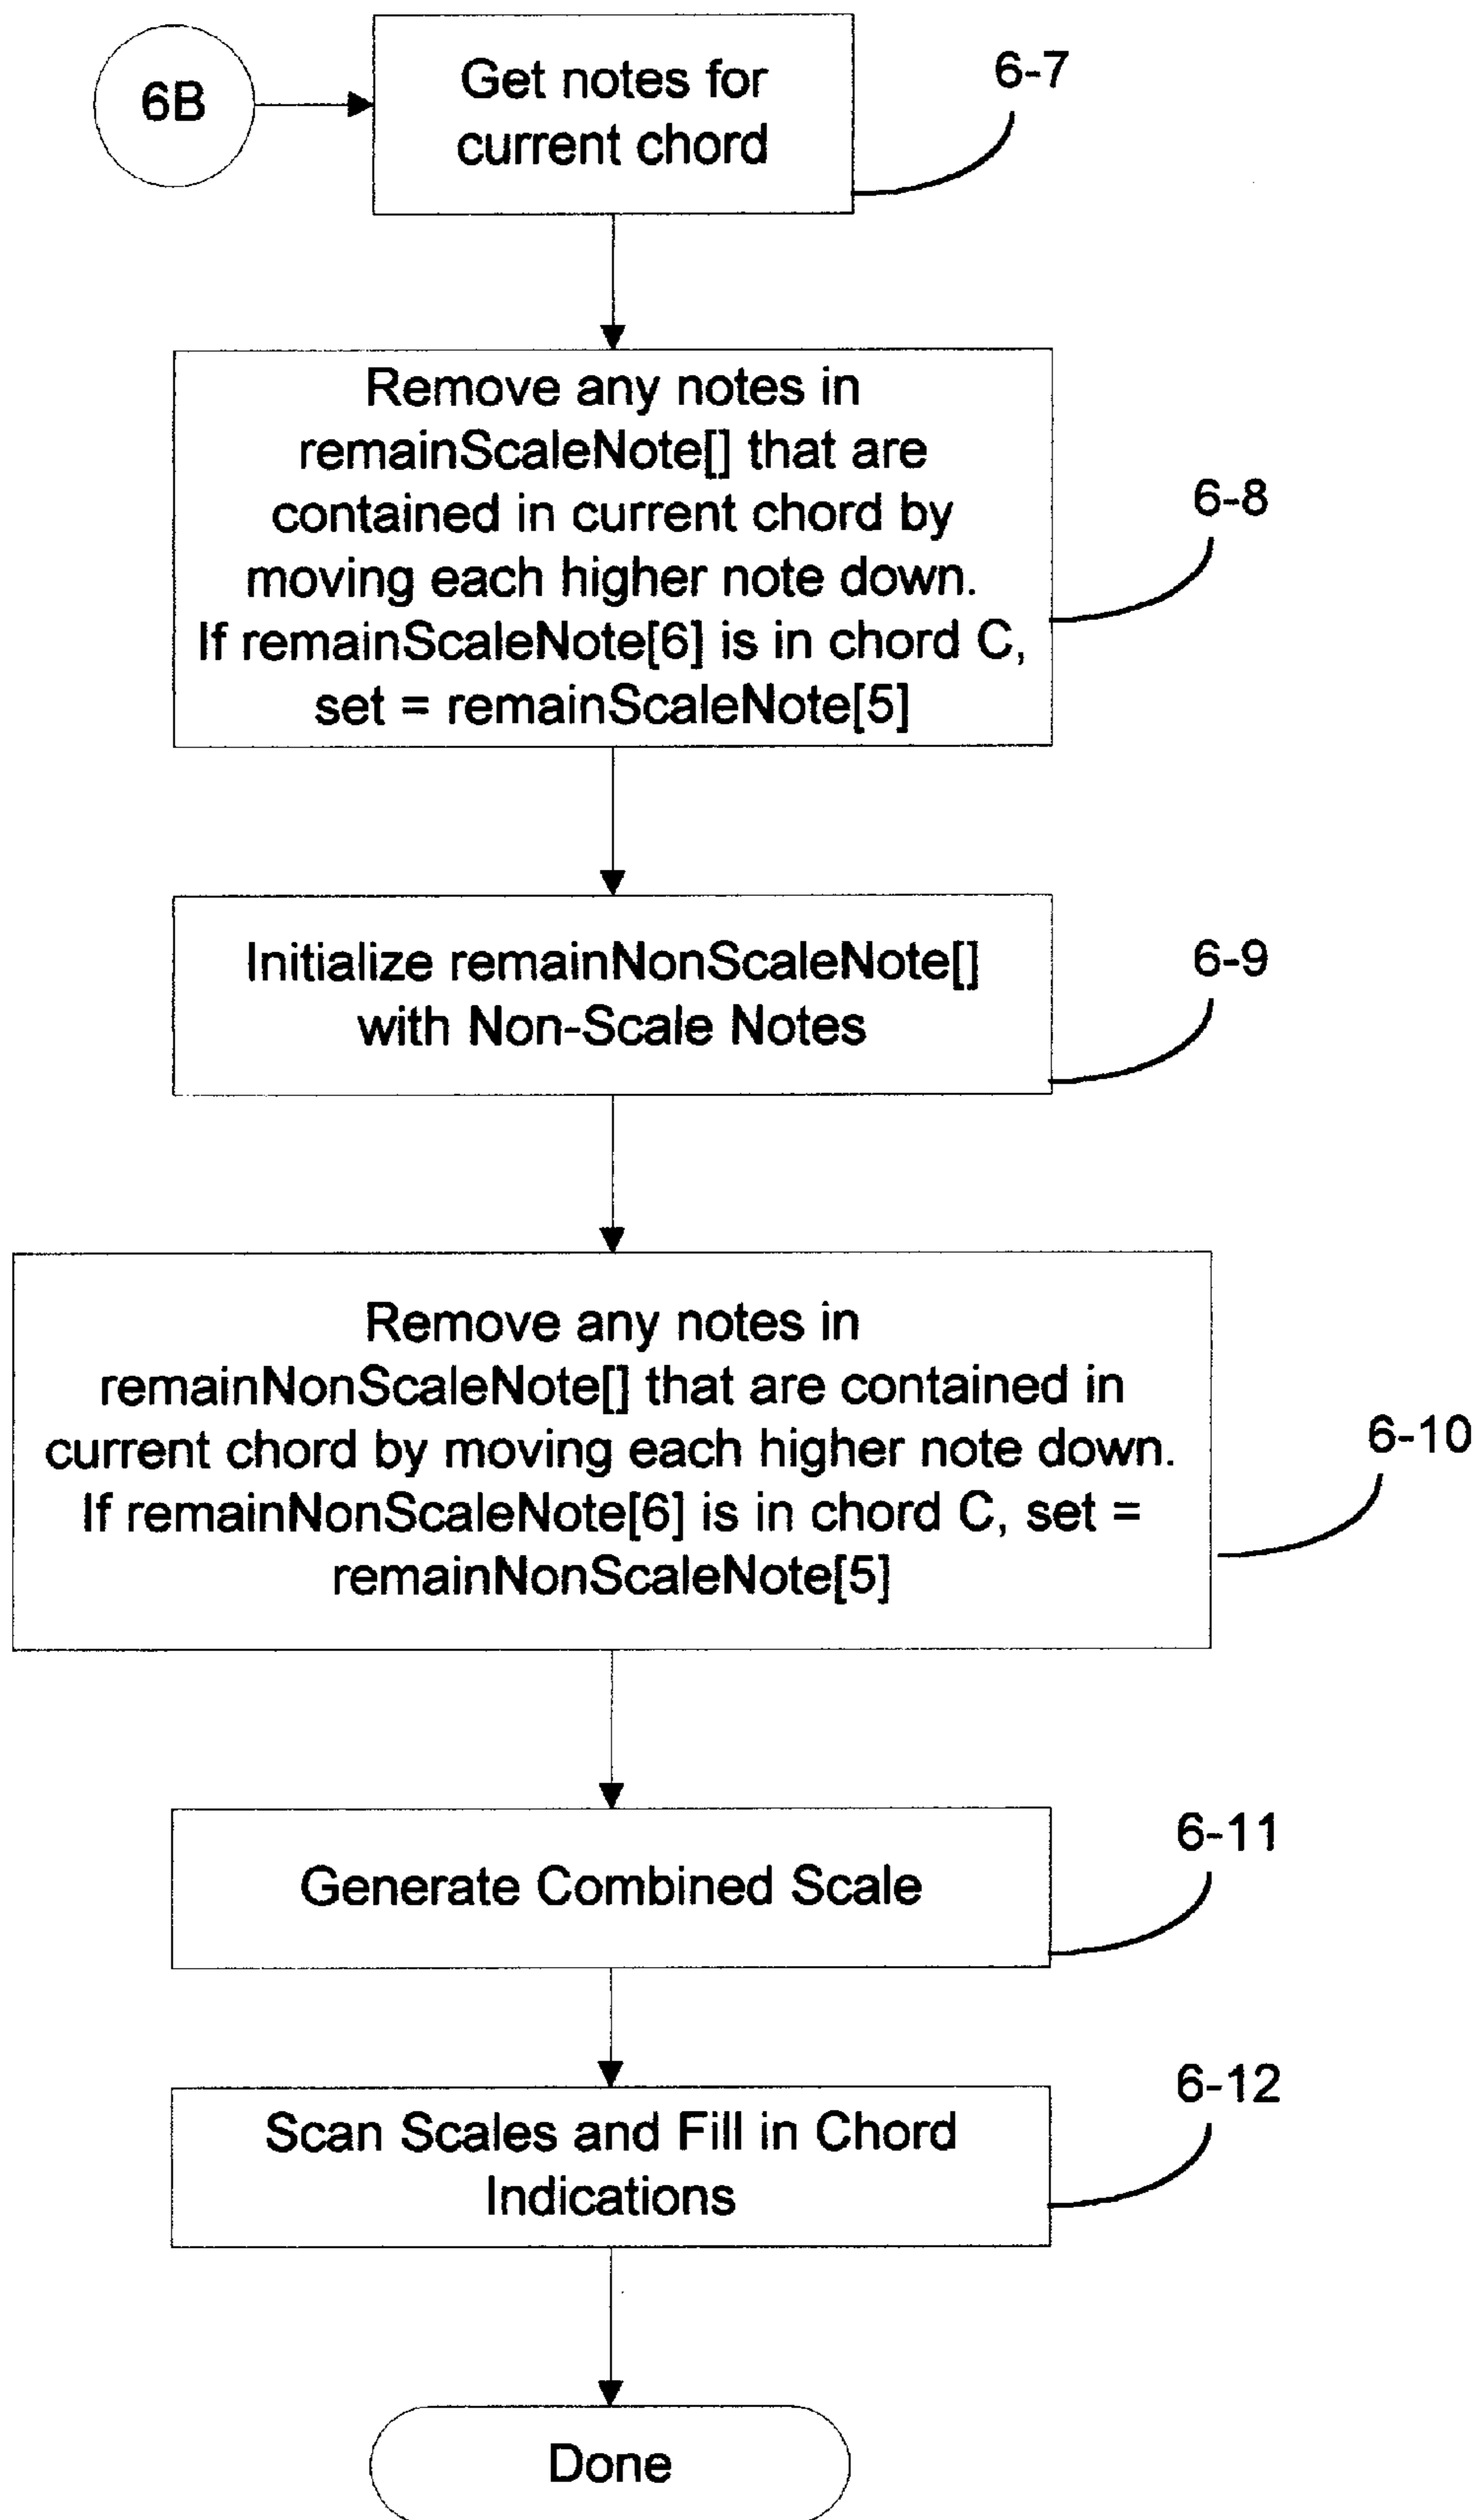 6B
Get notes for
current chord
6-7
Remove any notes in
remainScaleNote[] that are
contained in current chord by
moving each higher note down.
If remainScaleNote[6] is in chord C,
set = remainScaleNote[5]
6-8
Initialize remainNonScaleNote[]
with Non-Scale Notes
6-9
Remove any notes in
remainNonScaleNote[] that are contained in
current chord by moving each higher note down.
If remainNonScaleNote[6] is in chord C, set =
remainNonScaleNote[5]
6-10
Generate Combined Scale
6-11
Scan Scales and Fill in Chord
Indications
6-12
Done